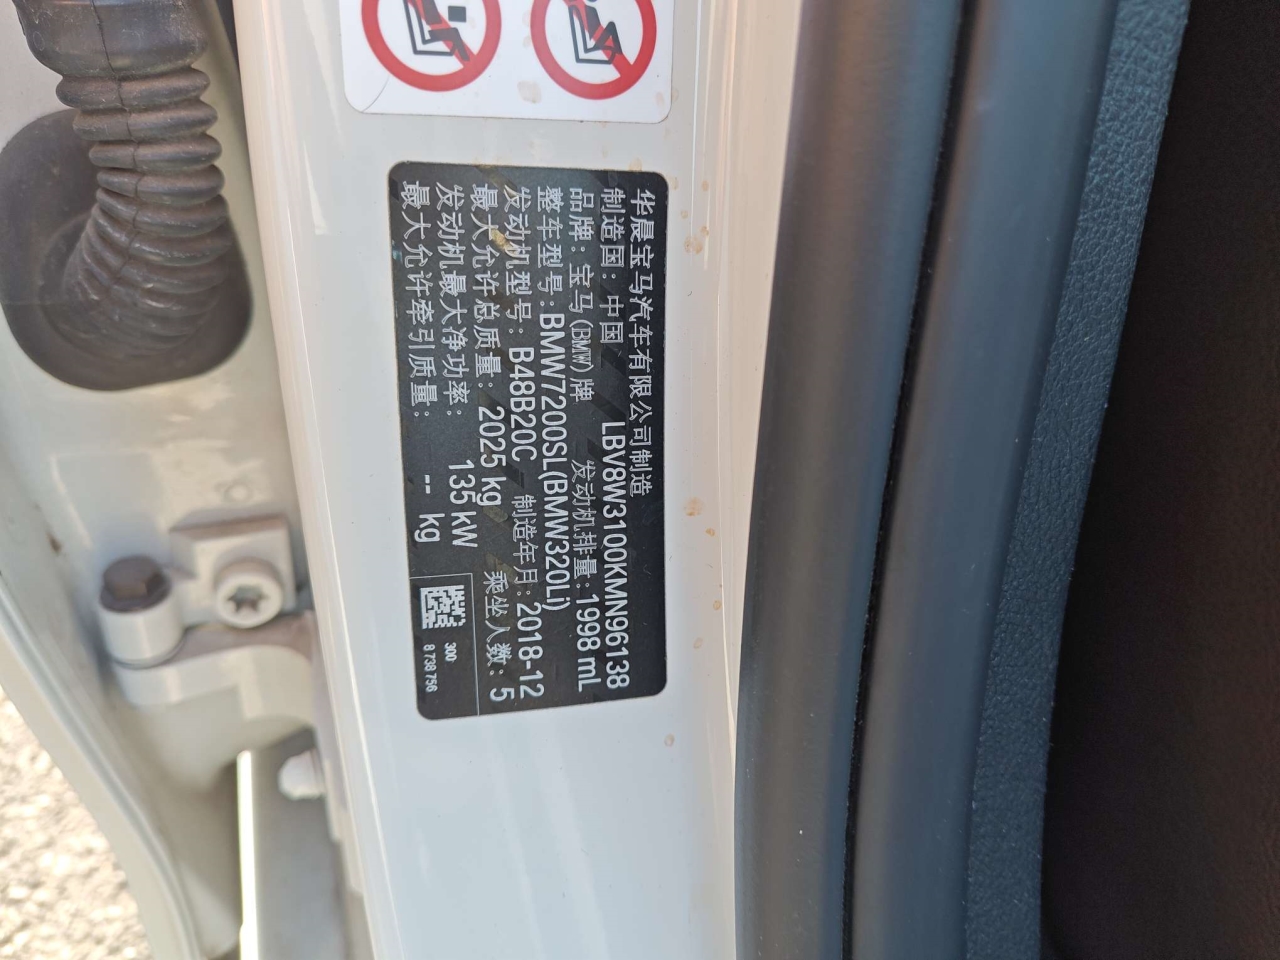 华晨宝马汽车有限公司制造
制造国：中国 LBV8W3100KMN96138
品牌：宝马(BMW)牌 发动机排量：1998 mL
整车型号：BMW7200SL(BMW320Li)
发动机型号：B48B20C 制造年月：2018-12
最大允许总质量：2025 kg 乘坐人数：5
发动机最大净功率：135 kW
最大允许牵引质量：-- kg
300
8 738 756